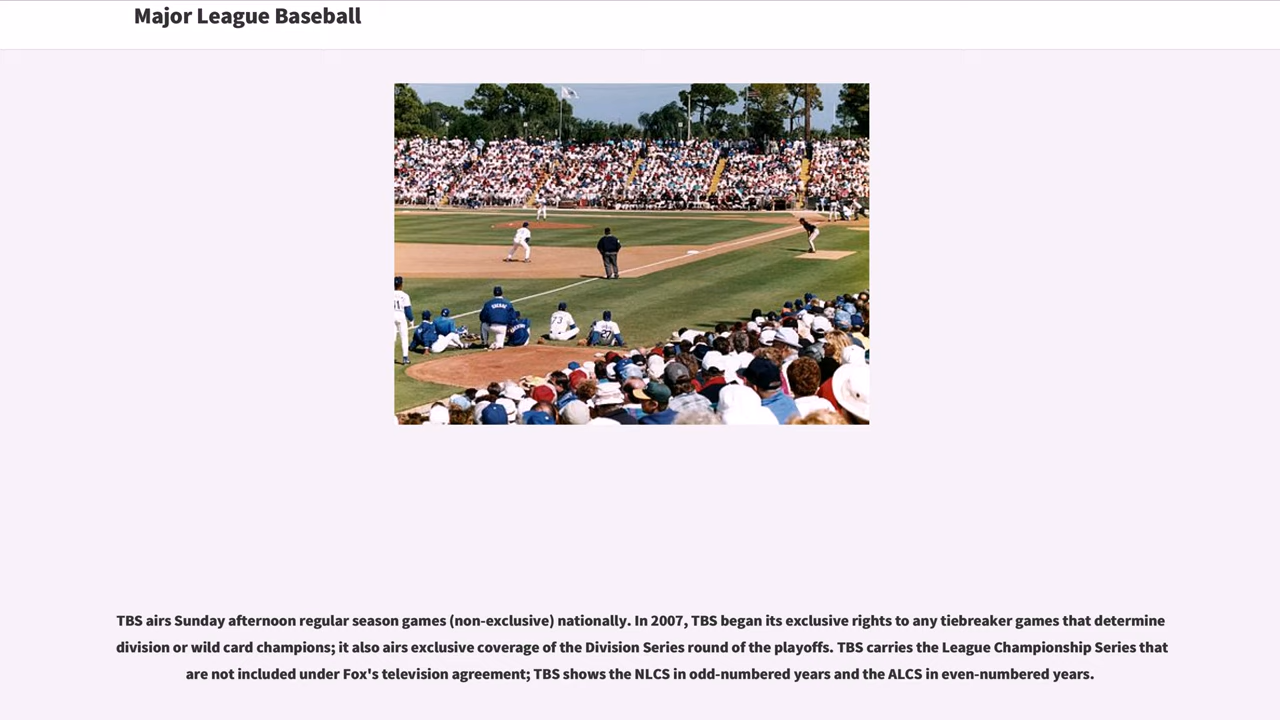 Major League Baseball
TBS airs Sunday afternoon regular season games (non-exclusive) nationally. In 2007, TBS began its exclusive rights to any tiebreaker games that determine
division or wild card champions; it also airs exclusive coverage of the Division Series round of the playoffs. TBS carries the League Championship Series that
are not included under Fox's television agreement; TBS shows the NLCS in odd-numbered years and the ALCS in even-numbered years.